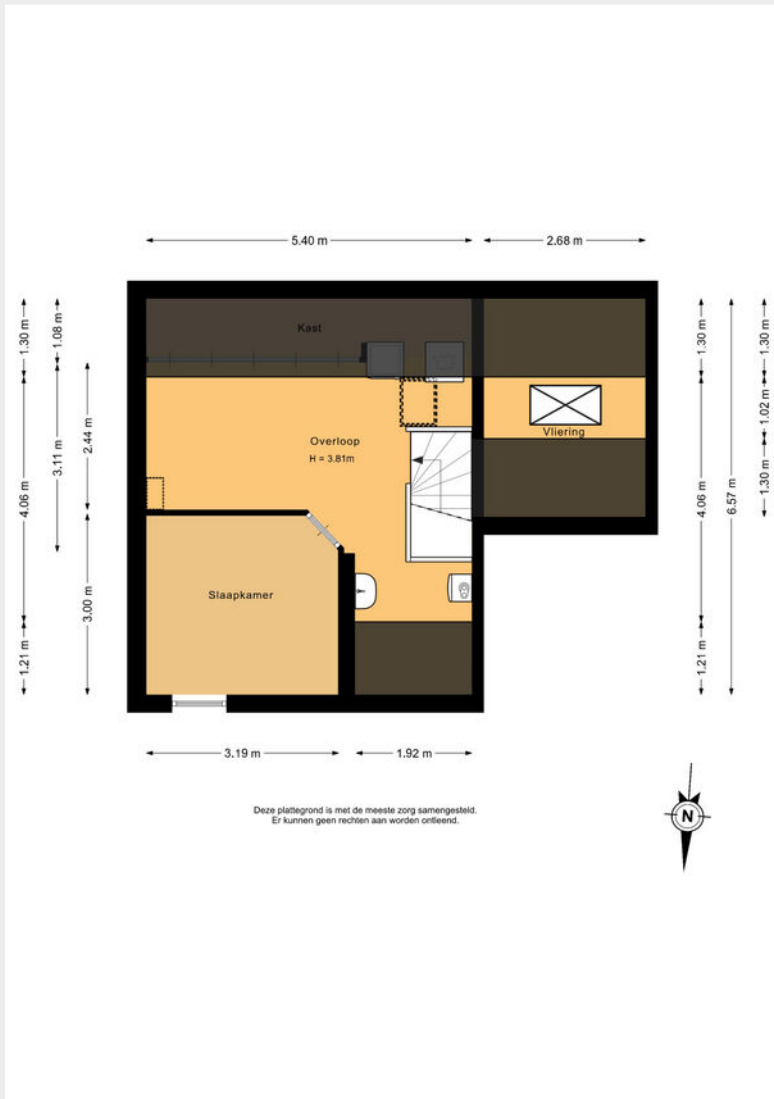 5.40 m
2.68 m
1.30 m
1.08 m
1.30 m
1.30 m
Kast
4.06 m
3.11 m
2.44 m
Overloop
H = 3.81m
Vliering
4.06 m
6.57 m
1.02 m
1.30 m
3.00 m
Slaapkamer
1.21 m
1.21 m
3.19 m
1.92 m
Deze plattegrond is met de meeste zorg samengesteld.
Er kunnen geen rechten aan worden ontleend.
N